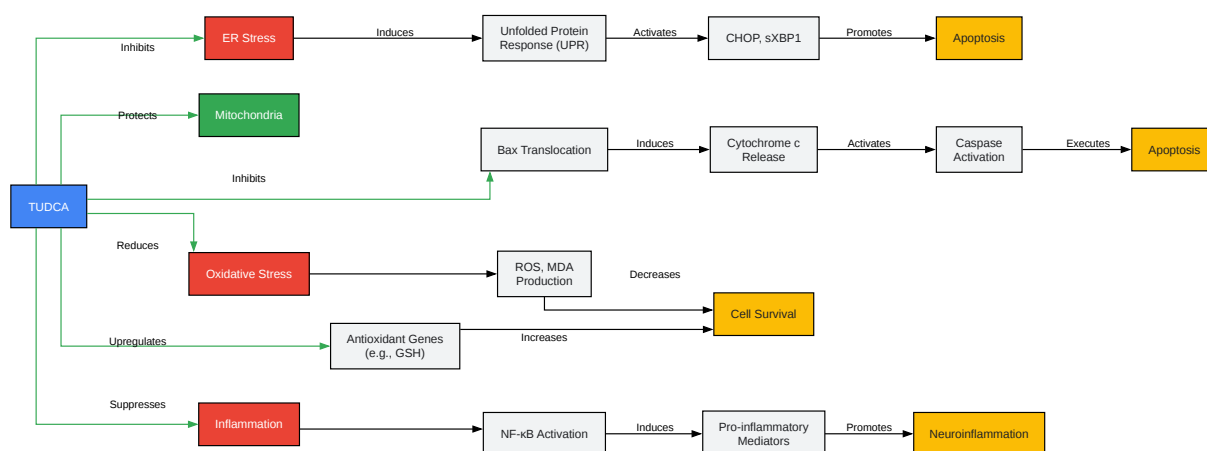 ER Stress
Induces
Unfolded Protein
Response (UPR)
Activates
CHOP, sXBP1
Promotes
Apoptosis
Inhibits
Protects
Mitochondria
Bax Translocation
Induces
Cytochrome c
Release
Activates
Caspase
Activation
Executes
Apoptosis
Inhibits
TUDCA
Reduces
Oxidative Stress
ROS, MDA
Production
Decreases
Cell Survival
Upregulates
Antioxidant Genes
(e.g., GSH)
Increases
Suppresses
Inflammation
NF-κB Activation
Induces
Pro-inflammatory
Mediators
Promotes
Neuroinflammation